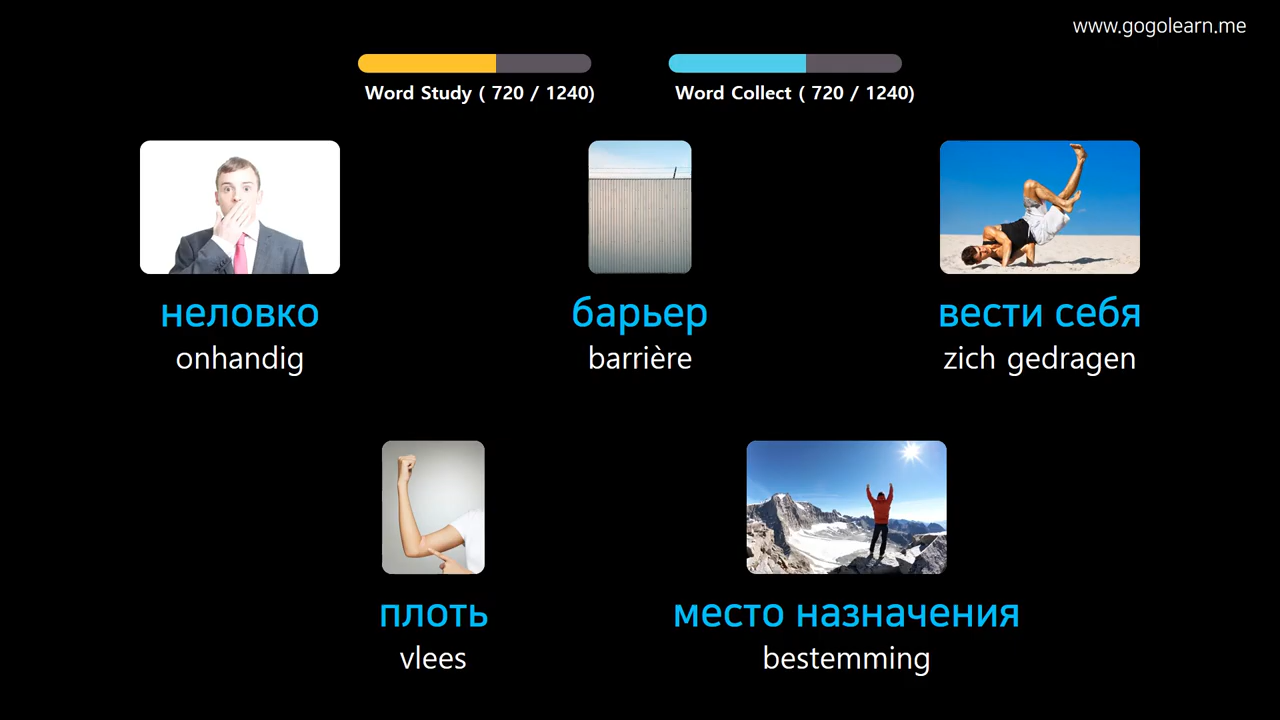 www.gogolearn.me
Word Study ( 720 / 1240)
Word Collect ( 720 / 1240)
неловко
onhandig
барьер
barrière
вести себя
zich gedragen
плоть
vlees
место назначения
bestemming